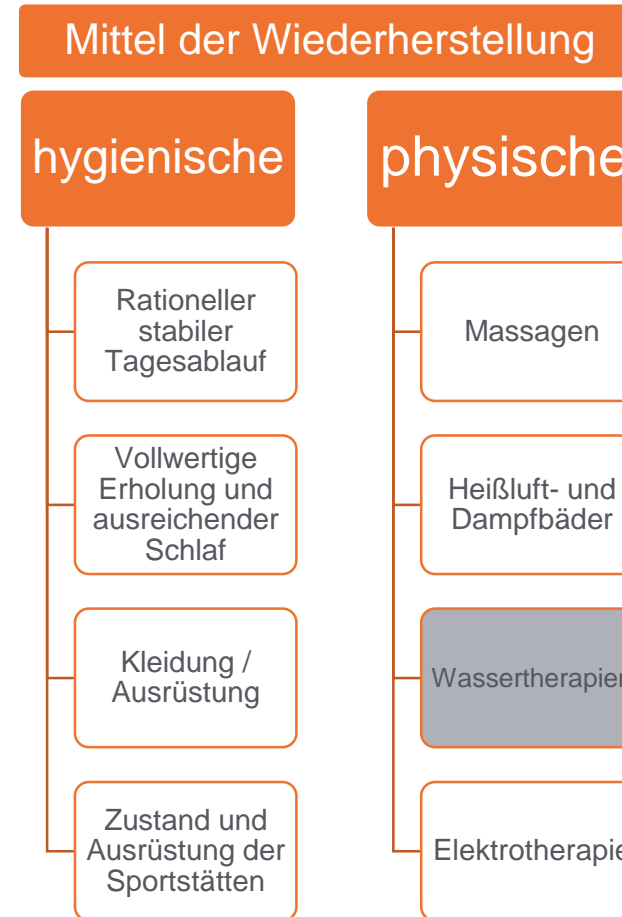 Mittel der Wiederherstellung
hygienische
Rationeller
stabiler
Tagesablauf
Vollwertige
Erholung und
ausreichender
Schlaf
Kleidung /
Ausrüstung
Zustand und
Ausrüstung der
Sportstätten
physische
Massagen
Heißluft- und
Dampfbäder
Wassertherapien
Elektrotherapie